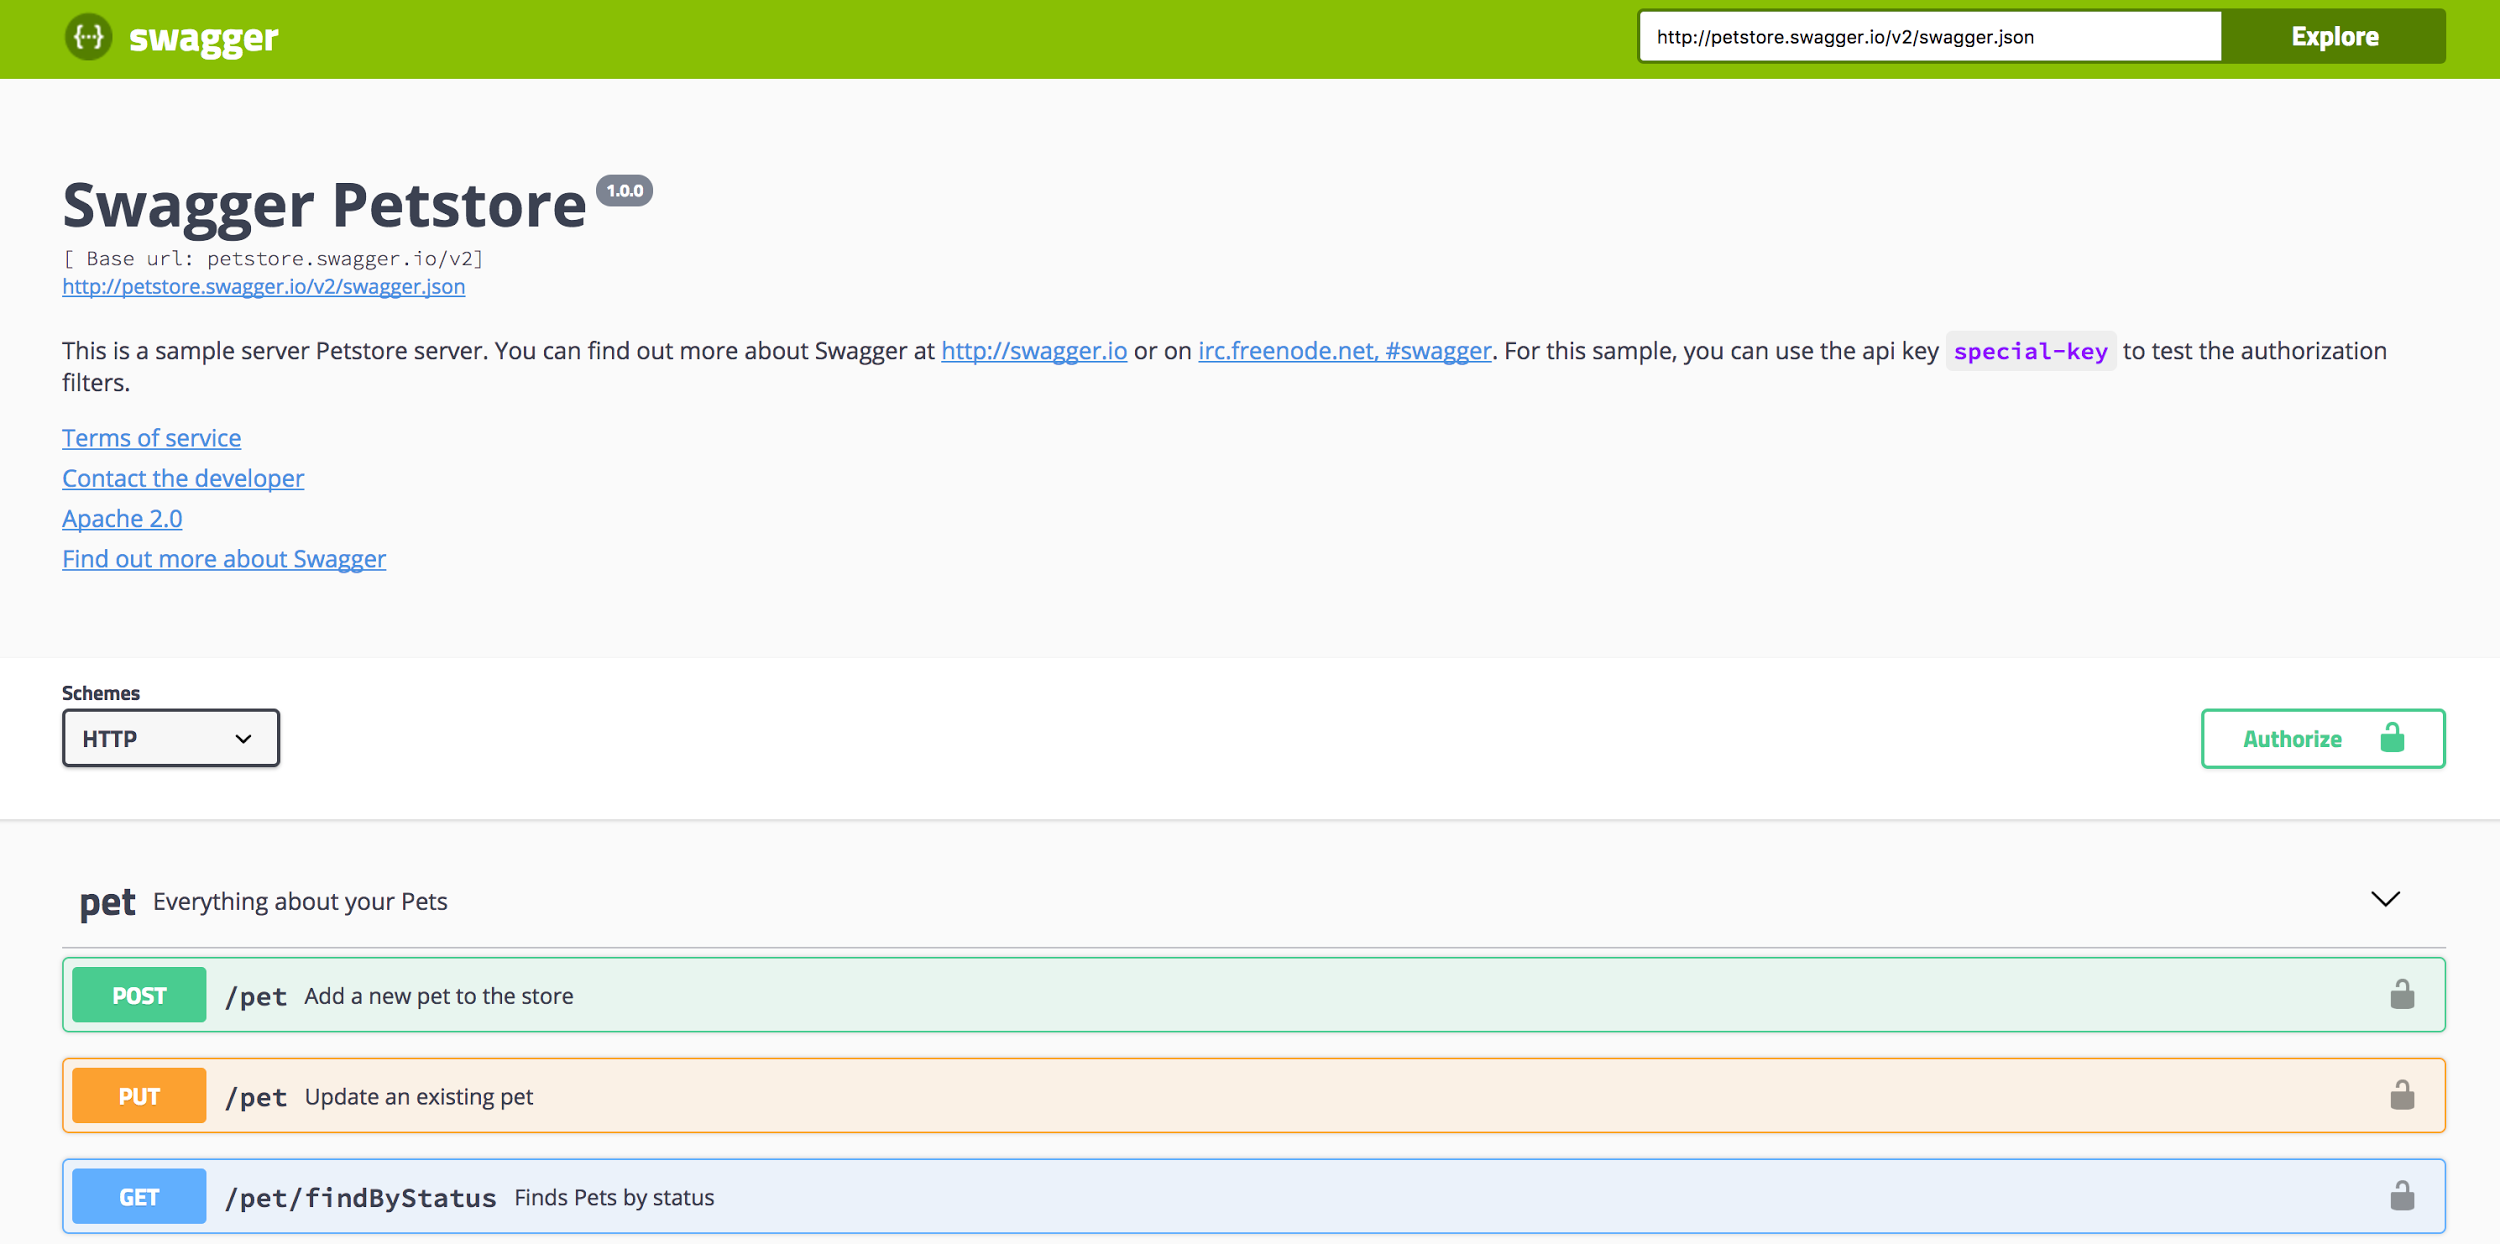 {...} swagger
http://petstore.swagger.io/v2/swagger.json
Explore
Swagger Petstore 1.0.0
[ Base url: petstore.swagger.io/v2]
http://petstore.swagger.io/v2/swagger.json
This is a sample server Petstore server. You can find out more about Swagger at http://swagger.io or on irc.freenode.net, #swagger. For this sample, you can use the api key special-key to test the authorization
filters.
Terms of service
Contact the developer
Apache 2.0
Find out more about Swagger
Schemes
HTTP
Authorize
pet Everything about your Pets
POST /pet Add a new pet to the store
PUT /pet Update an existing pet
GET /pet/findByStatus Finds Pets by status